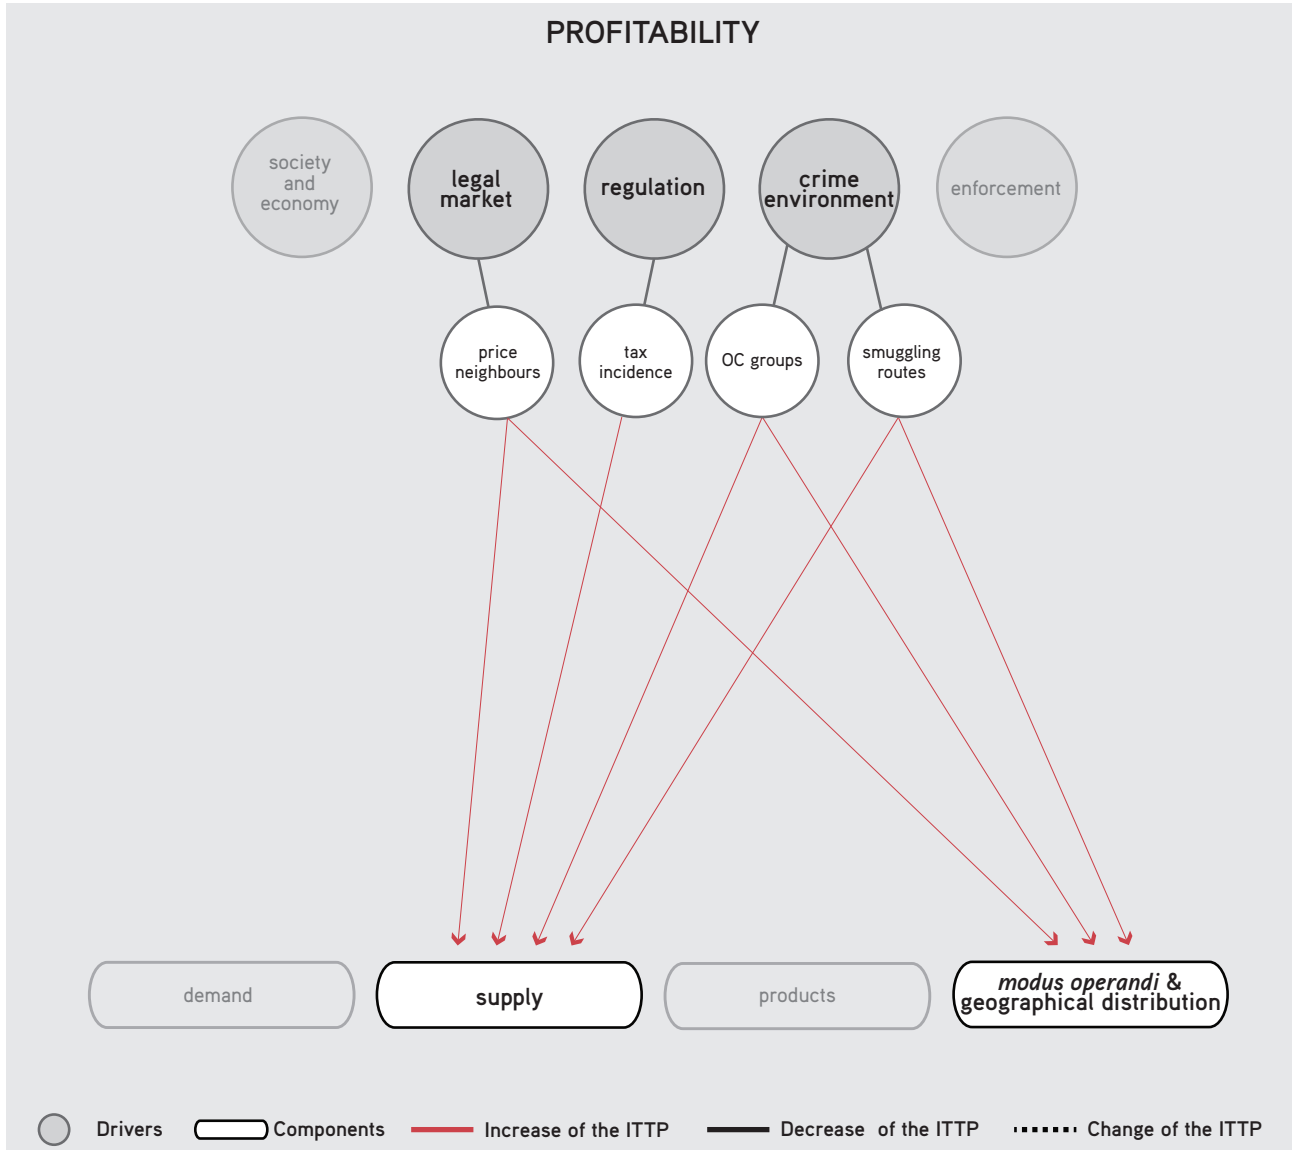 PROFITABILITY
society
and
economy
legal
market
regulation
crime
environment
enforcement
price
neighbours
tax
incidence
OC groups
smuggling
routes
demand
supply
products
modus operandi &
geographical distribution
Drivers
Components
Increase of the ITTP
Decrease of the ITTP
Change of the ITTP